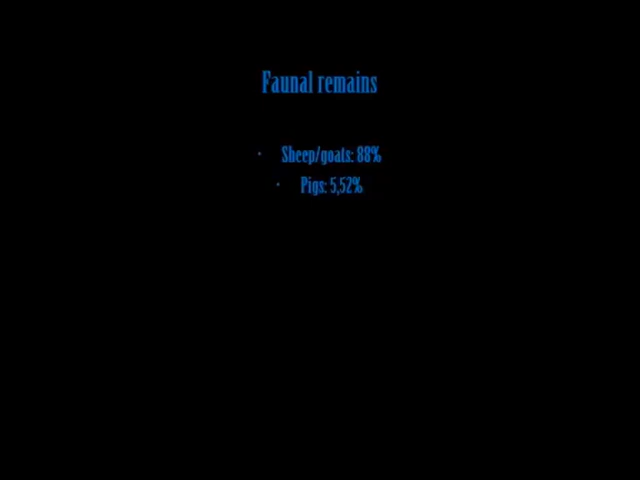 Faunal remains
· Sheep/goats: 88%
· Pigs: 5,52%